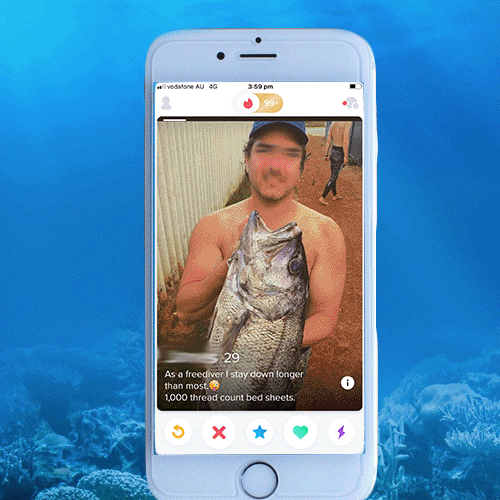 vodafone AU 4G 3:59 pm
99+
29
As a freediver I stay down longer
than most.😜
1,000 thread count bed sheets.
i